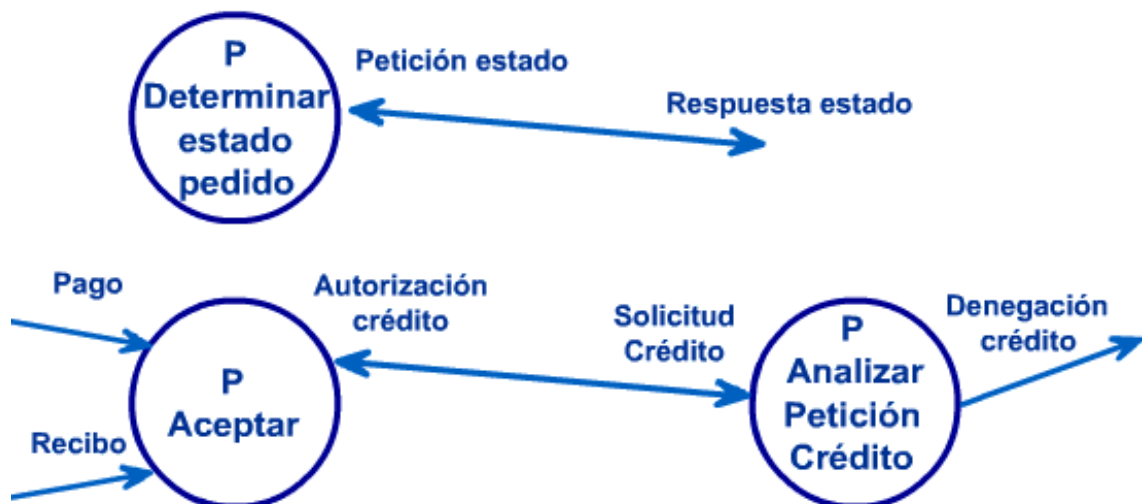 P
Determinar
estado
pedido
Petición estado
Respuesta estado
Pago
Recibo
P
Aceptar
Autorización
crédito
Solicitud
Crédito
P
Analizar
Petición
Crédito
Denegación
crédito